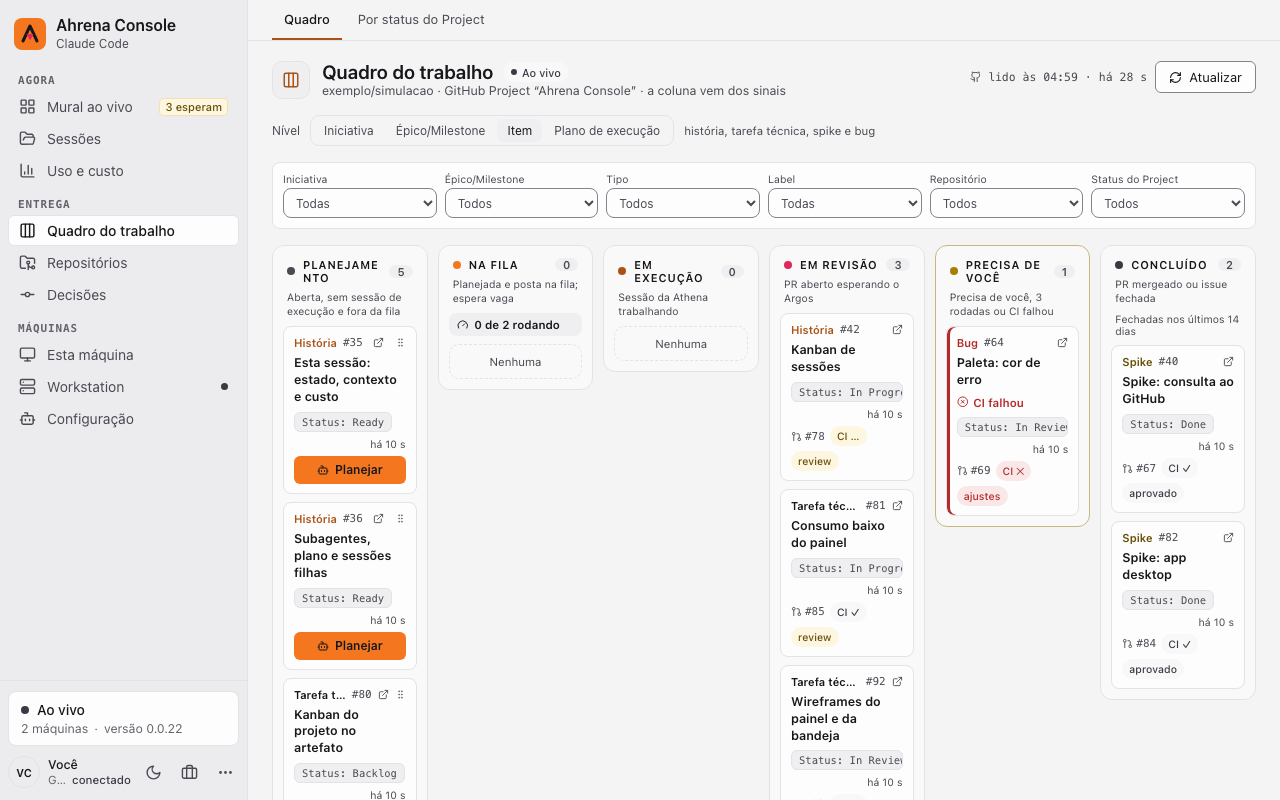 Ahrena Console
Claude Code
AGORA
Mural ao vivo
3 esperam
Sessões
Uso e custo
ENTREGA
Quadro do trabalho
Repositórios
Decisões
MÁQUINAS
Esta máquina
Workstation
Configuração
Ao vivo
2 máquinas · versão 0.0.22
VC
Você
G... conectado
Quadro
Por status do Project
Quadro do trabalho
Ao vivo
exemplo/simulacao · GitHub Project “Ahrena Console” · a coluna vem dos sinais
lido às 04:59 · há 28 s
Atualizar
Nível
Iniciativa
Épico/Milestone
Item
Plano de execução
história, tarefa técnica, spike e bug
Iniciativa
Todas
Épico/Milestone
Todos
Tipo
Todos
Label
Todas
Repositório
Todos
Status do Project
Todos
PLANEJAME
NTO
5
Aberta, sem sessão de
execução e fora da fila
História #35
Esta sessão:
estado, contexto
e custo
Status: Ready
há 10 s
Planejar
História #36
Subagentes,
plano e sessões
filhas
Status: Ready
há 10 s
Planejar
Tarefa t... #80
Kanban do
projeto no
artefato
Status: Backlog
há 10 s
NA FILA
0
Planejada e posta na fila;
espera vaga
0 de 2 rodando
Nenhuma
EM
EXECUÇÃO
0
Sessão da Athena
trabalhando
Nenhuma
EM REVISÃO
3
PR aberto esperando o
Argos
História #42
Kanban de
sessões
Status: In Progre
há 10 s
#78 CI ...
review
Tarefa téc... #81
Consumo baixo
do painel
Status: In Progre
há 10 s
#85 CI ✓
review
Tarefa téc... #92
Wireframes do
painel e da
bandeja
Status: In Review
há 10 s
PRECISA DE
VOCÊ
1
Precisa de você, 3
rodadas ou CI falhou
Bug #64
Paleta: cor de
erro
CI falhou
Status: In Review
há 10 s
#69 CI ✕
ajustes
CONCLUÍDO
2
PR mergeado ou issue
fechada
Fechadas nos últimos 14
dias
Spike #40
Spike: consulta ao
GitHub
Status: Done
há 10 s
#67 CI ✓
aprovado
Spike #82
Spike: app
desktop
Status: Done
há 10 s
#84 CI ✓
aprovado